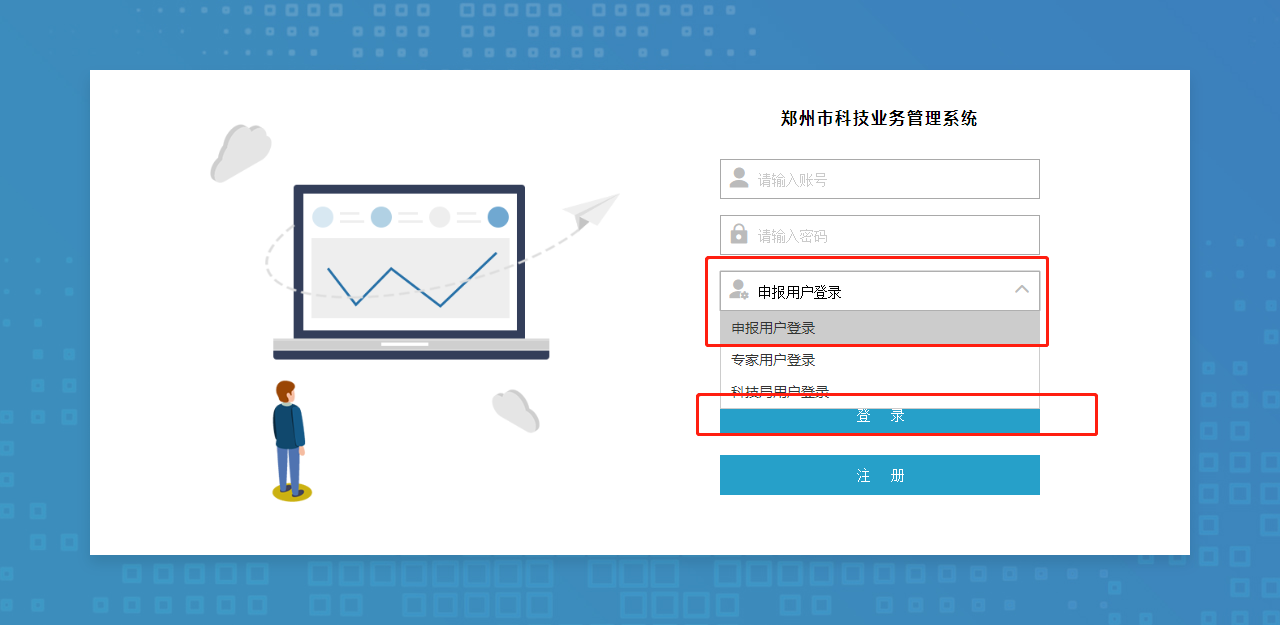 郑州市科技业务管理系统
请输入账号
请输入密码
申报用户登录
申报用户登录
专家用户登录
科技局用户登录
登 录
注 册